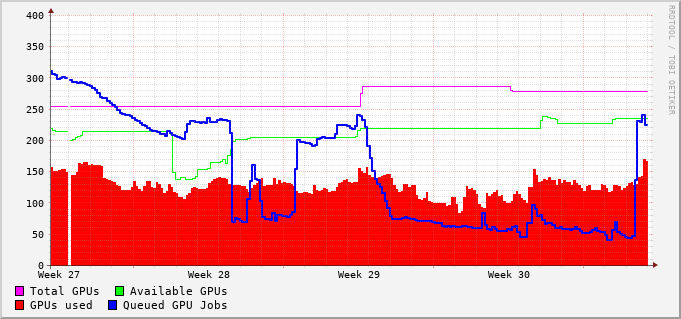 400
350
300
250
200
150
100
50
0
Week 27 Week 28 Week 29 Week 30
Total GPUs Available GPUs
GPUs used Queued GPU Jobs
RRDTOOL / TOBI OETIKER